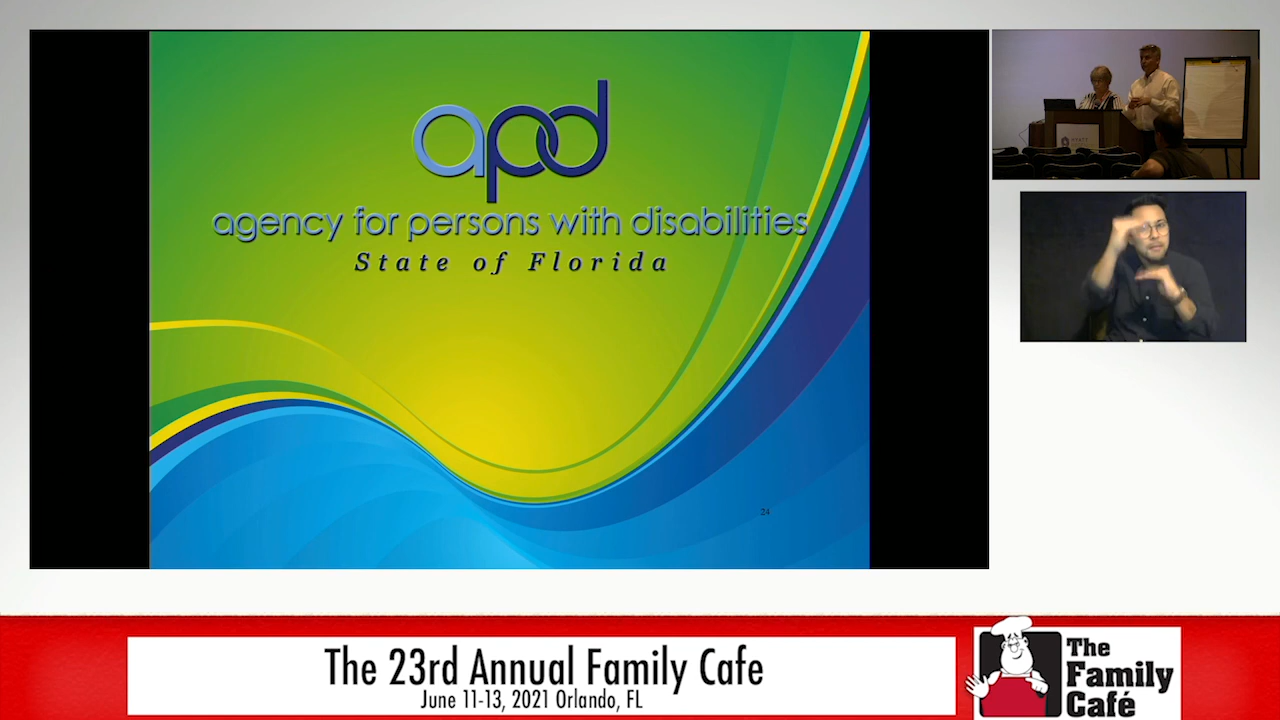 apd
agency for persons with disabilities
State of Florida
24
The 23rd Annual Family Cafe
June 11-13, 2021 Orlando, FL
The
Family
Café